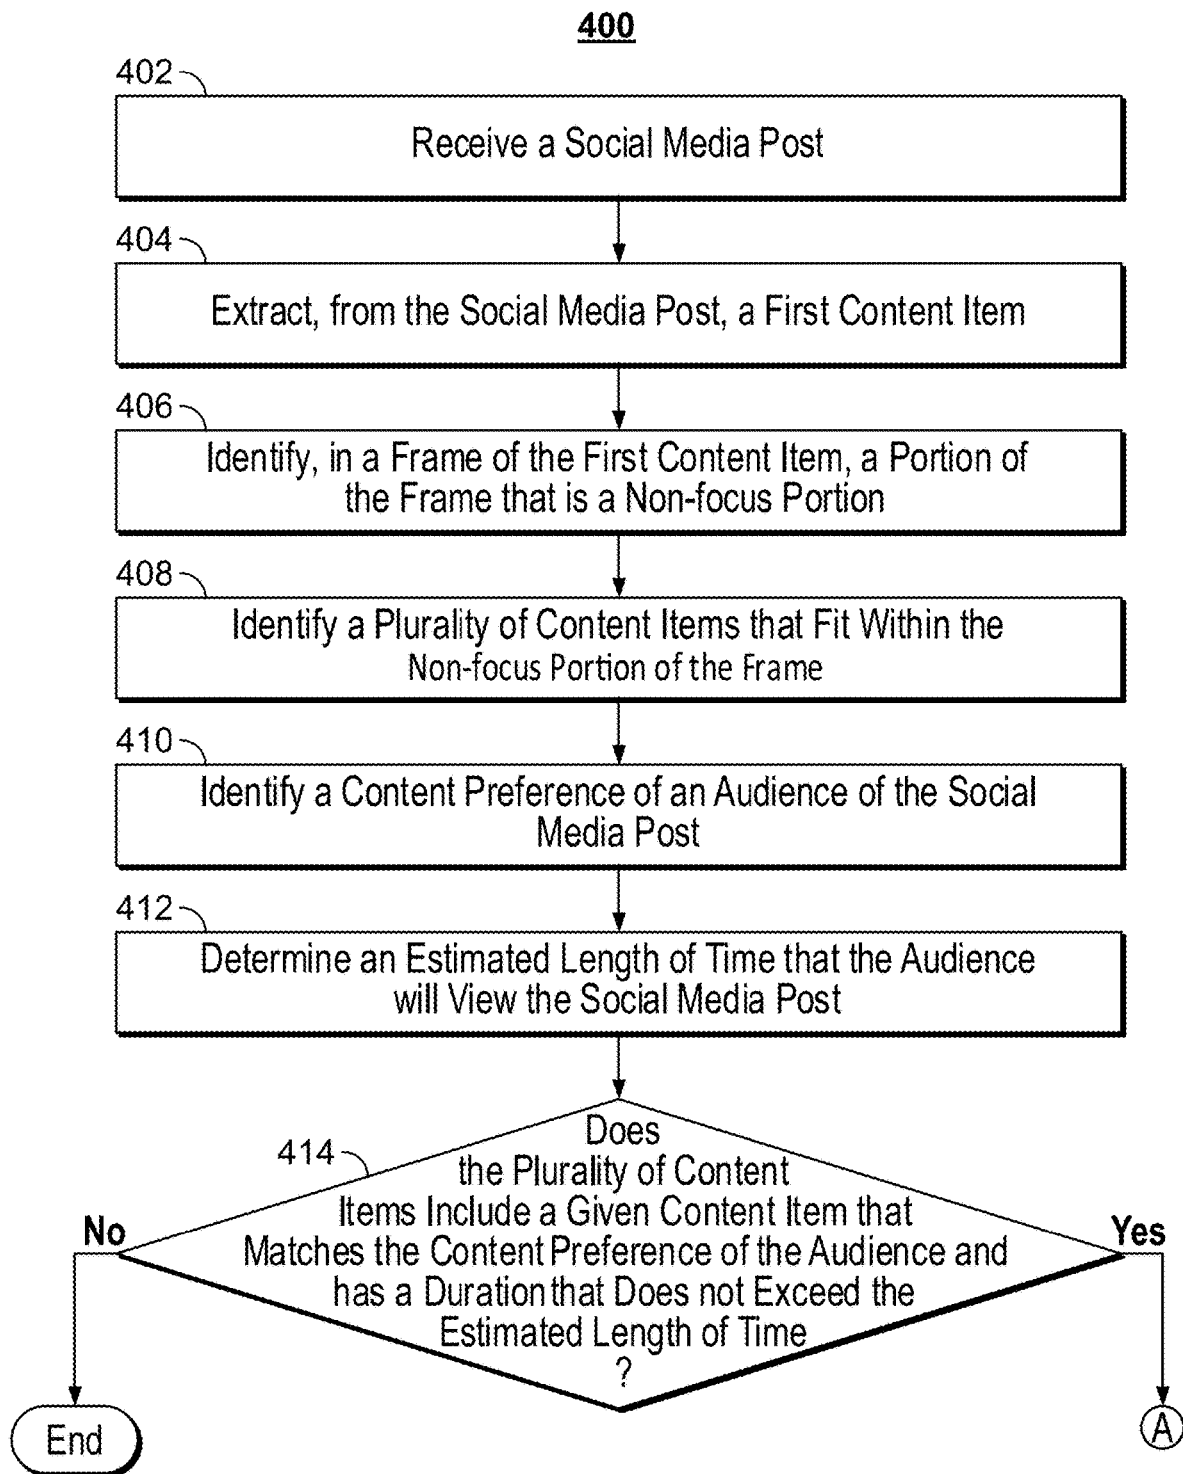 400
402
Receive a Social Media Post
404
Extract, from the Social Media Post, a First Content Item
406
Identify, in a Frame of the First Content Item, a Portion of
the Frame that is a Non-focus Portion
408
Identify a Plurality of Content Items that Fit Within the
Non-focus Portion of the Frame
410
Identify a Content Preference of an Audience of the Social
Media Post
412
Determine an Estimated Length of Time that the Audience
will View the Social Media Post
414
Does
the Plurality of Content
Items Include a Given Content Item that
Matches the Content Preference of the Audience and
has a Duration that Does not Exceed the
Estimated Length of Time
?
No
Yes
End
A